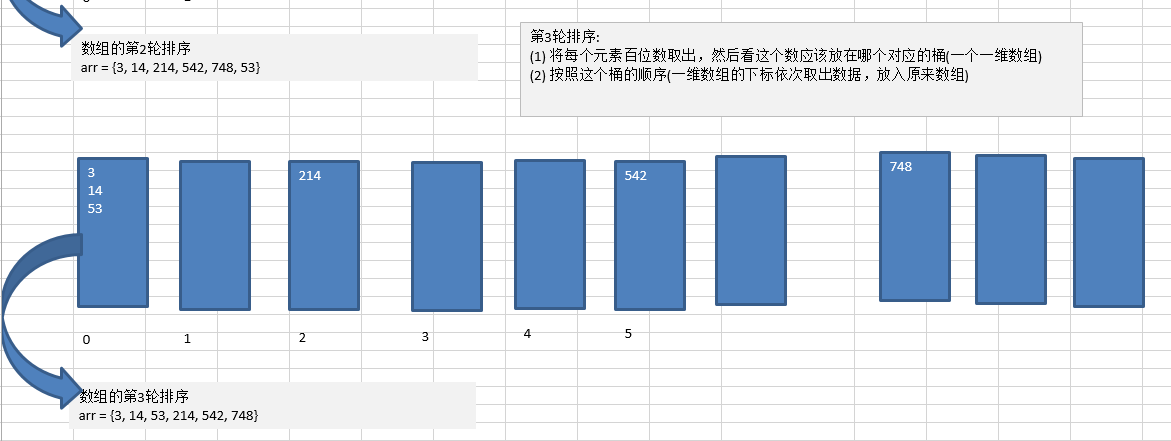 数组的第2轮排序
arr = {3, 14, 214, 542, 748, 53}
第3轮排序:
(1) 将每个元素百位数取出，然后看这个数应该放在哪个对应的桶(一个一维数组)
(2) 按照这个桶的顺序(一维数组的下标依次取出数据，放入原来数组)
3
14
53
214
542
748
0
1
2
3
4
5
数组的第3轮排序
arr = {3, 14, 53, 214, 542, 748}